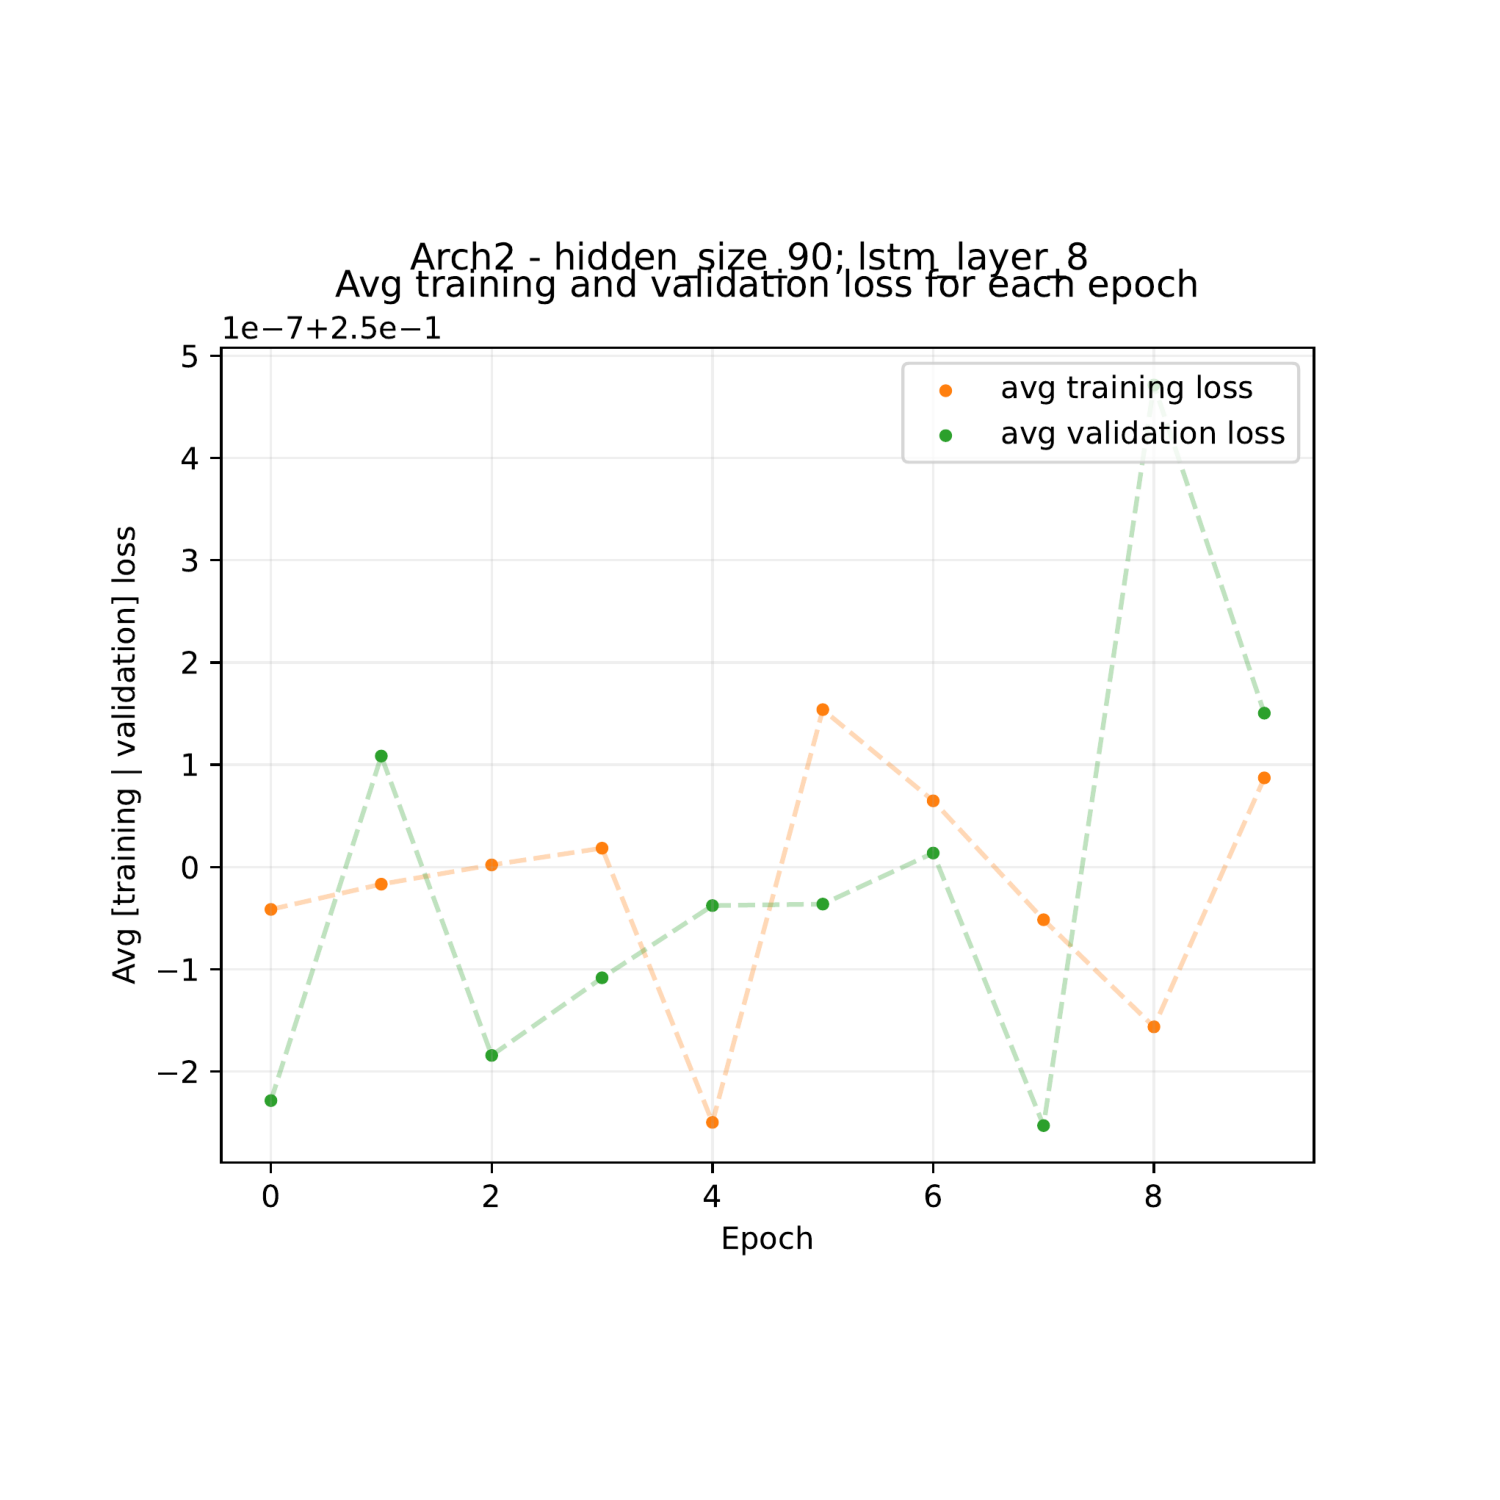 Arch2 - hidden_size_90; lstm_layer_8
Avg training and validation loss for each epoch
1e−7+2.5e−1
5
4
3
2
1
0
−1
−2
Avg [training | validation] loss
avg training loss
avg validation loss
0 2 4 6 8
Epoch